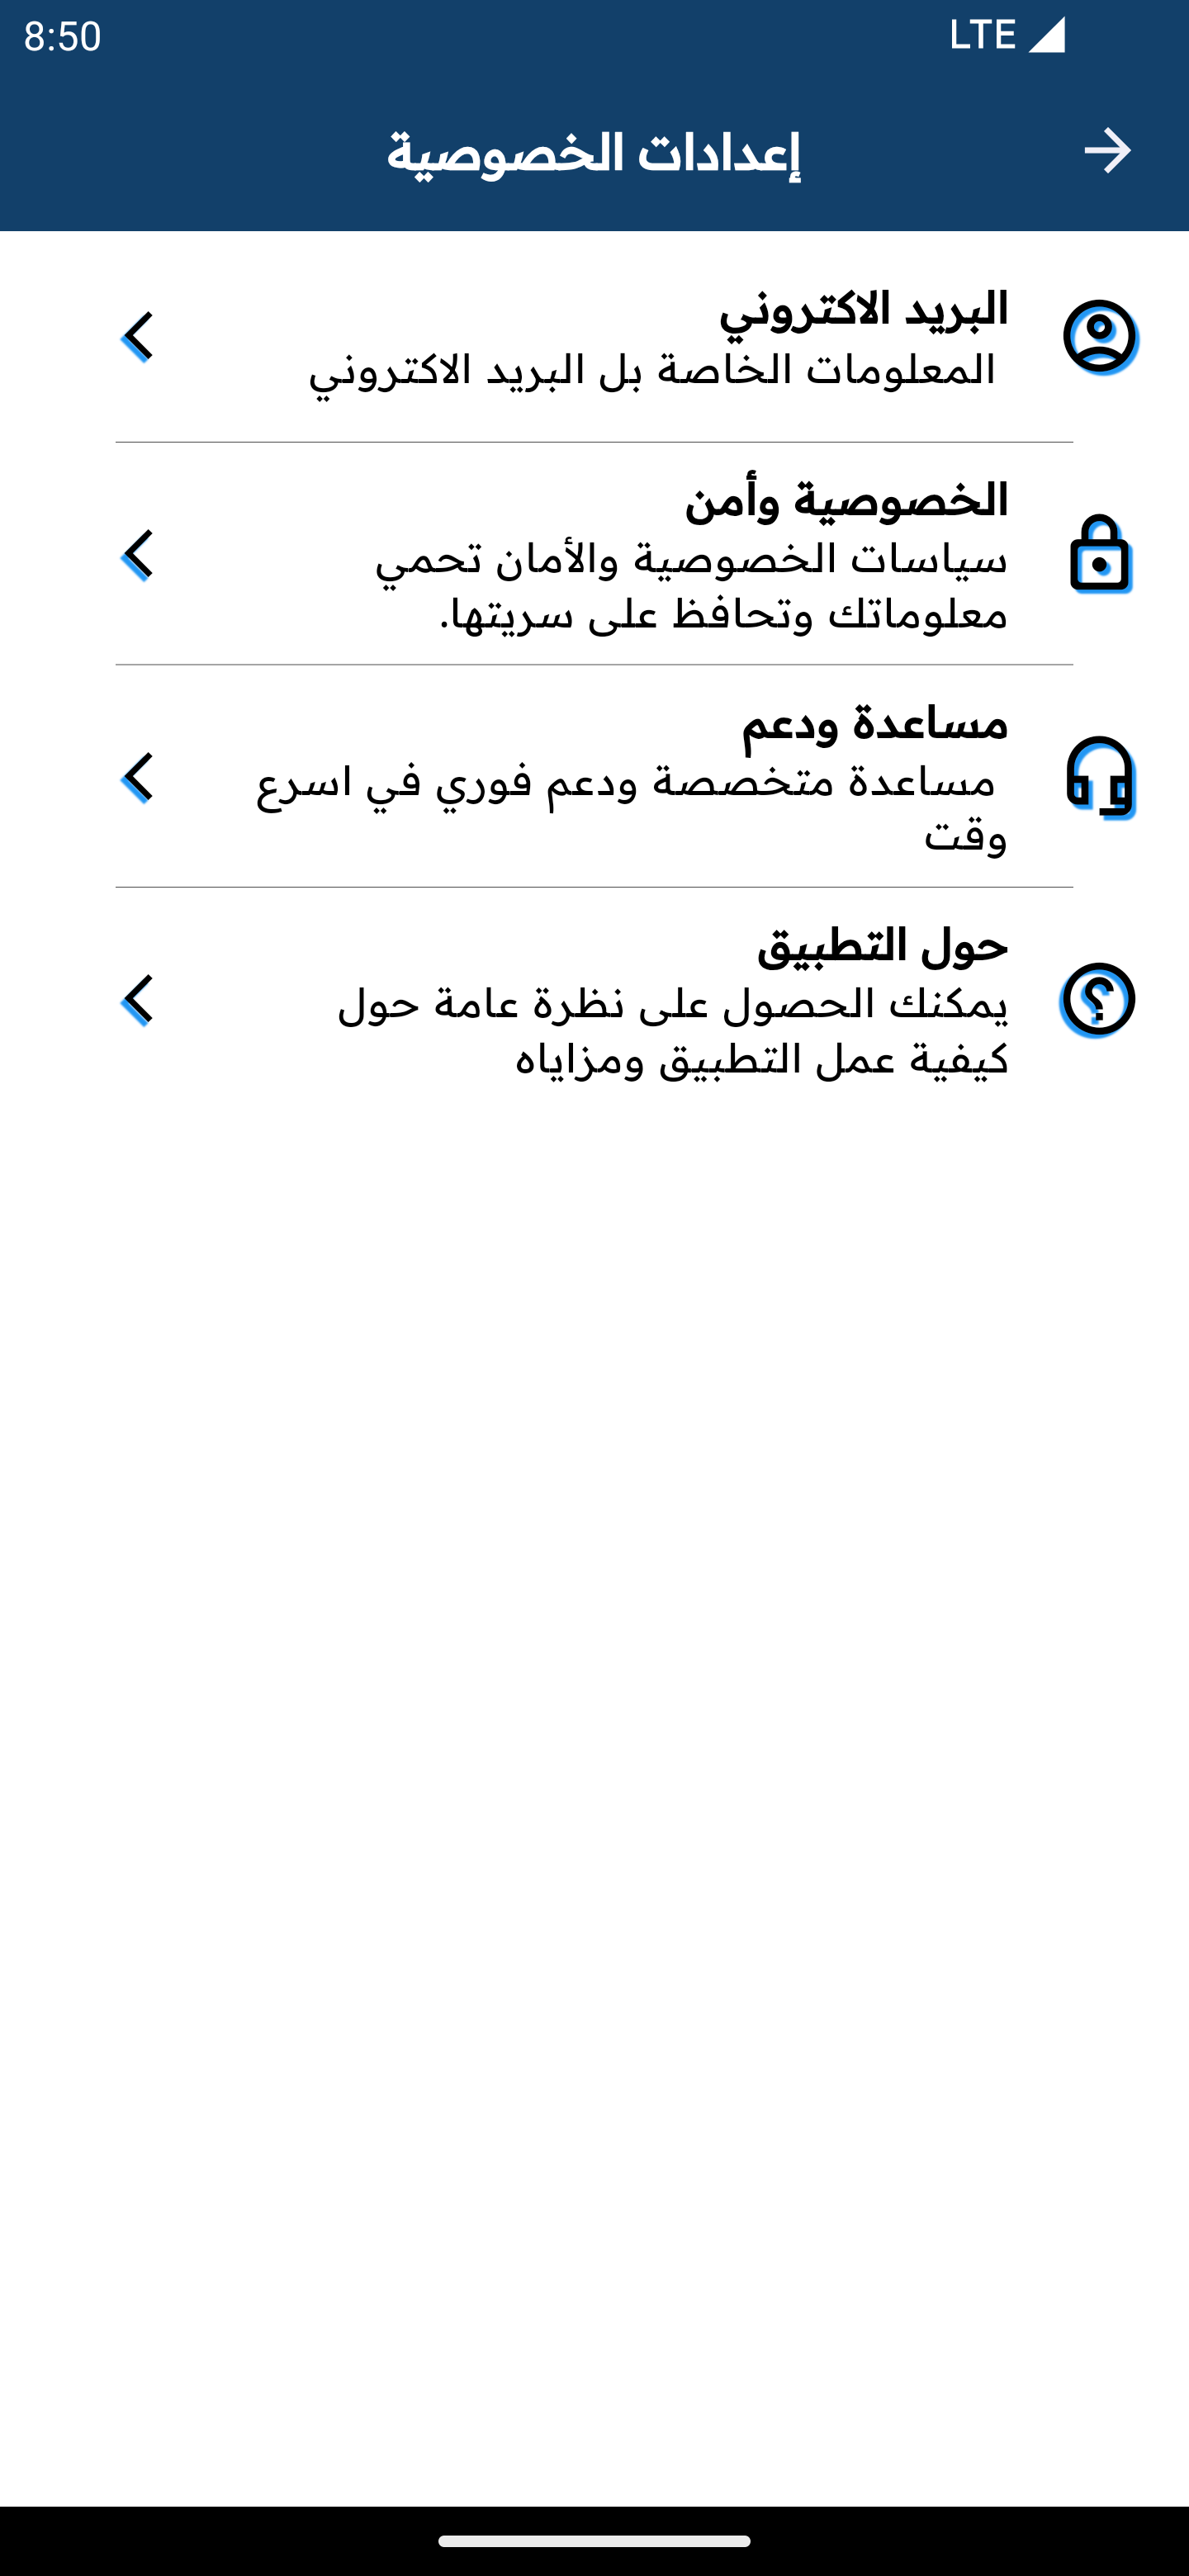 8:50 LTE
إعدادات الخصوصية
البريد الاكتروني
المعلومات الخاصة بل البريد الاكتروني
الخصوصية وأمن
سياسات الخصوصية والأمان تحمي
معلوماتك وتحافظ على سريتها.
مساعدة ودعم
مساعدة متخصصة ودعم فوري في اسرع
وقت
حول التطبيق
يمكنك الحصول على نظرة عامة حول
كيفية عمل التطبيق ومزاياه